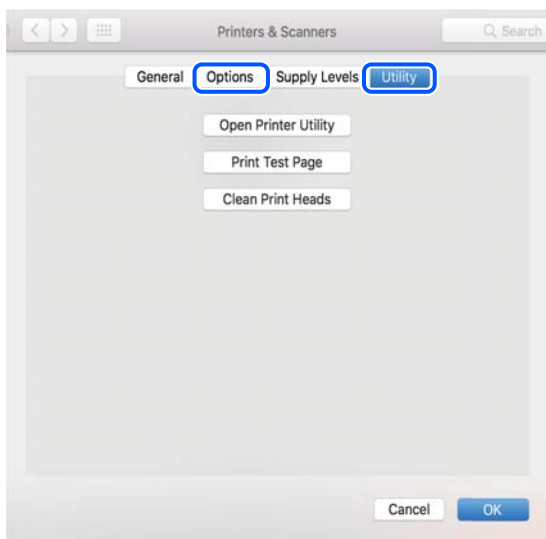 Printers & Scanners Search
General Options Supply Levels Utility
Open Printer Utility
Print Test Page
Clean Print Heads
Cancel OK